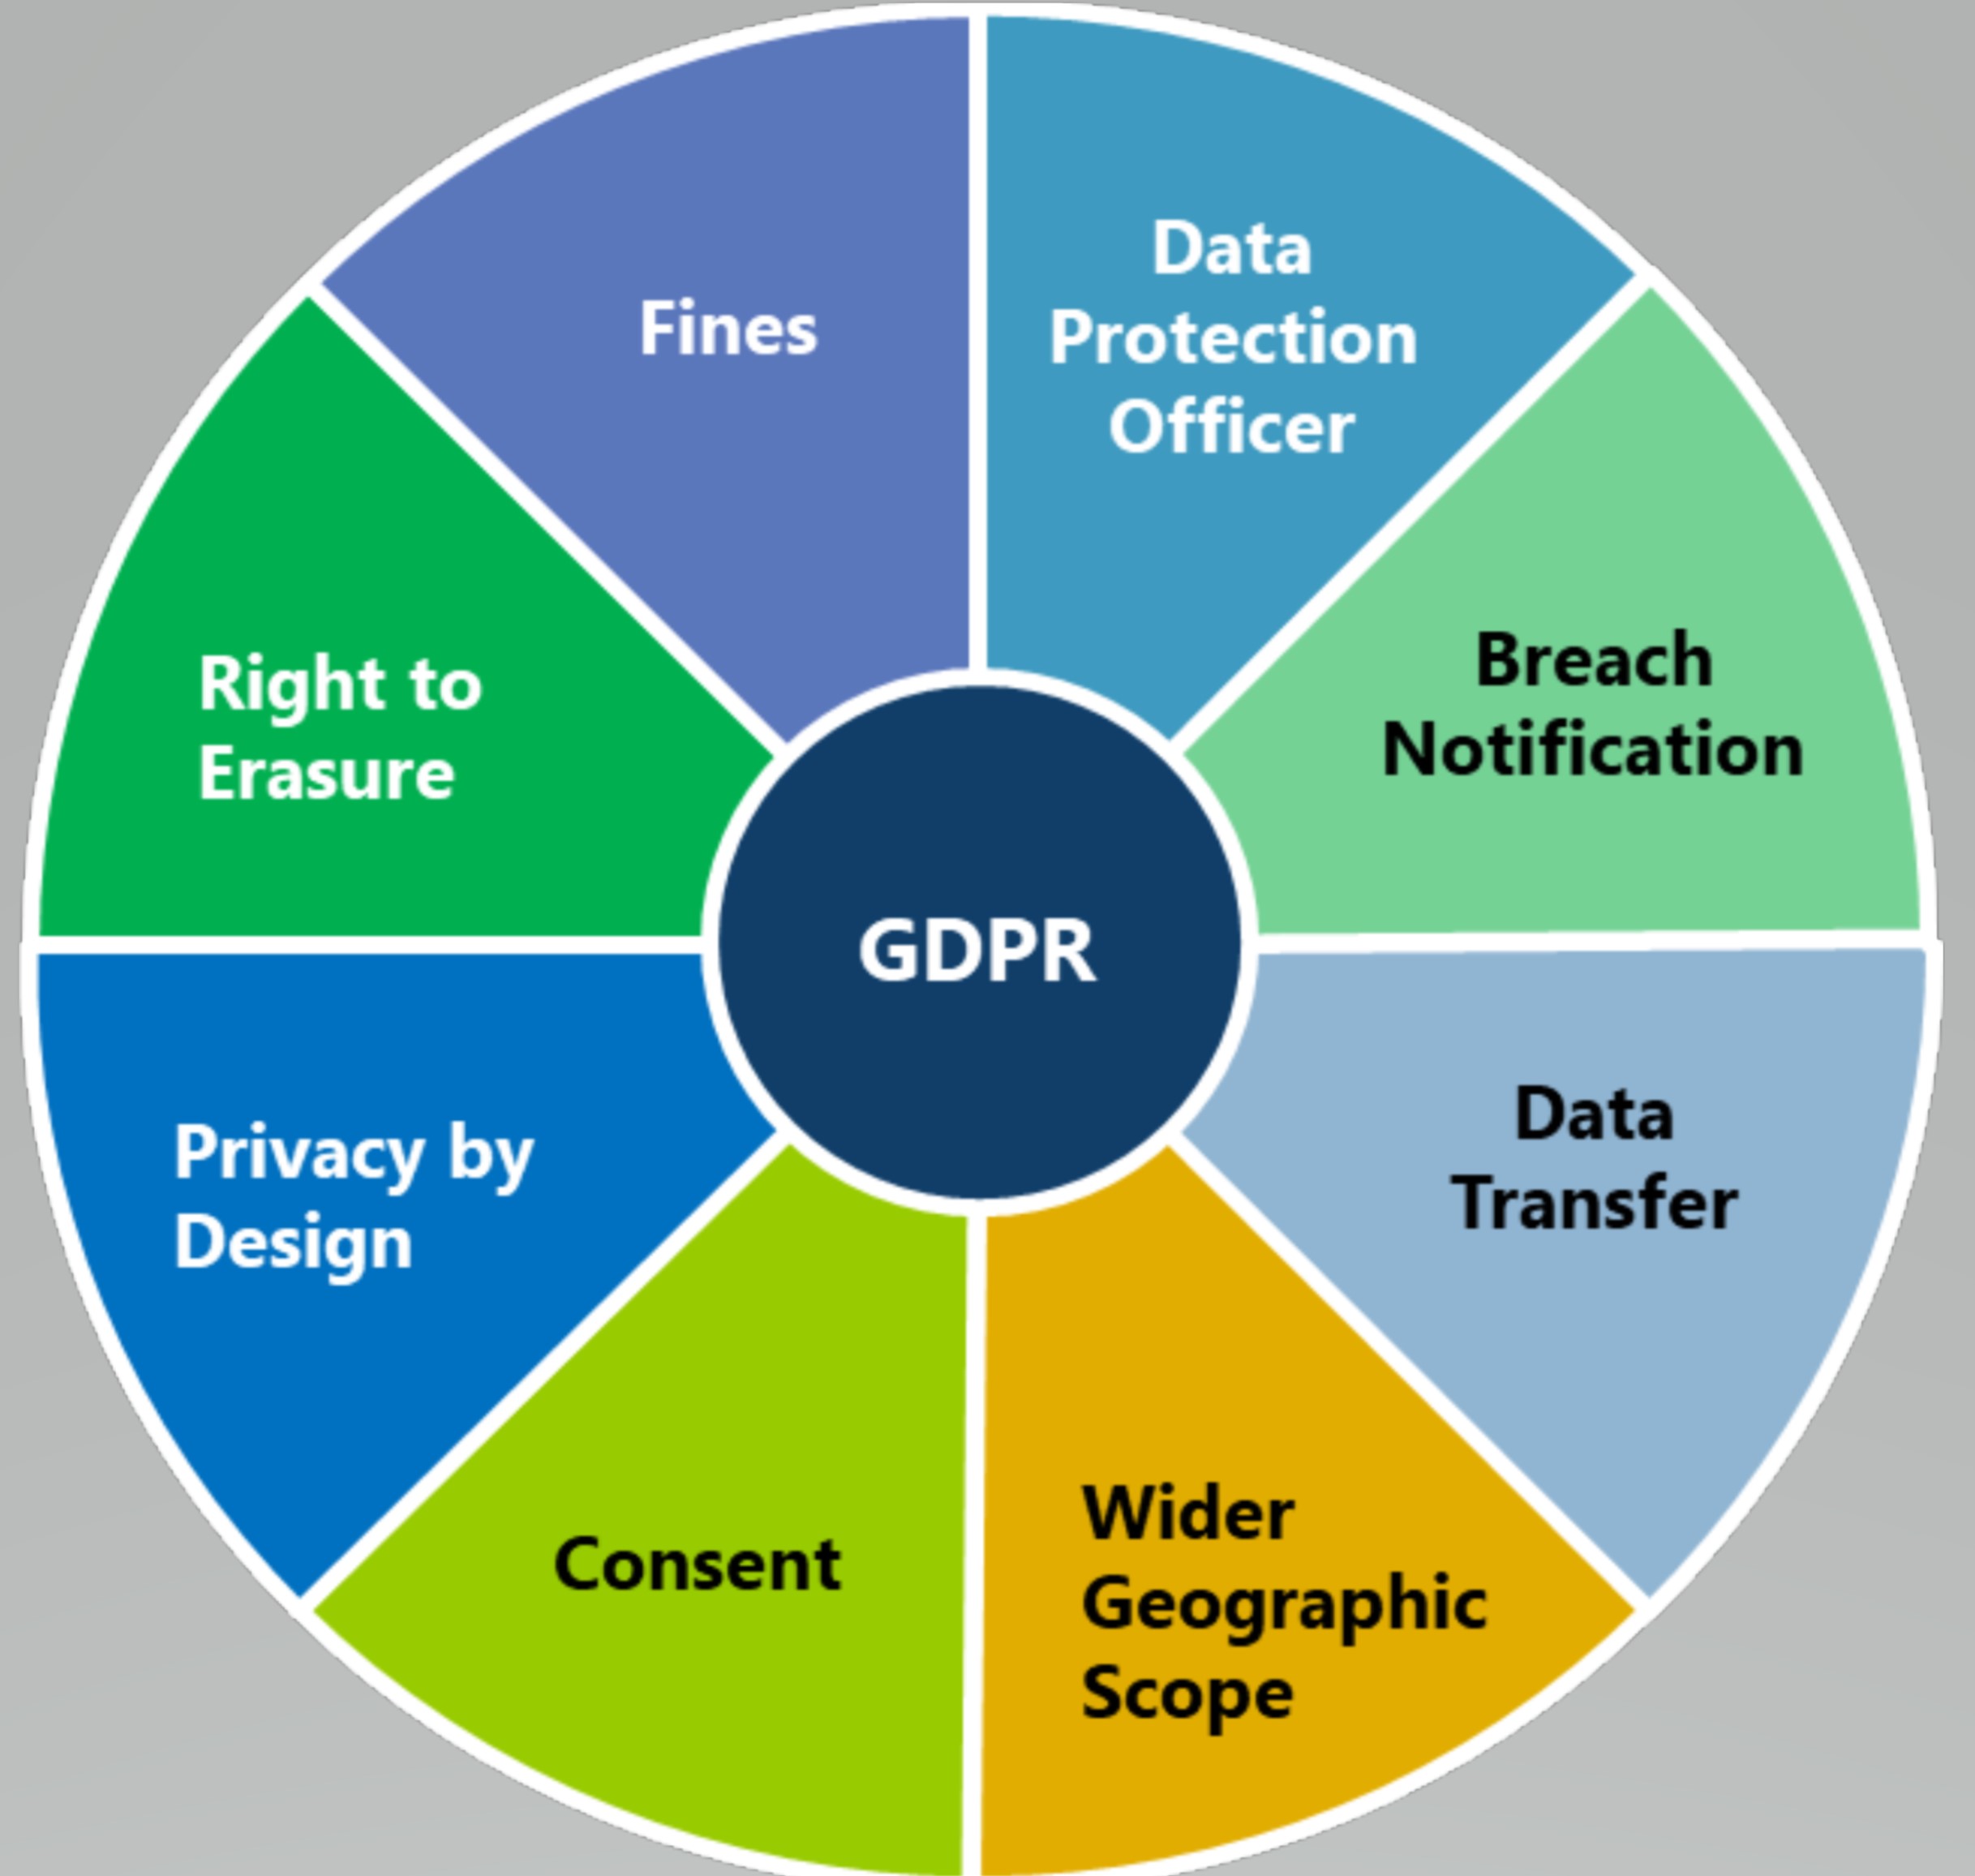 Fines
Data
Protection
Officer
Breach
Notification
Data
Transfer
Wider
Geographic
Scope
Consent
Privacy by
Design
Right to
Erasure
GDPR